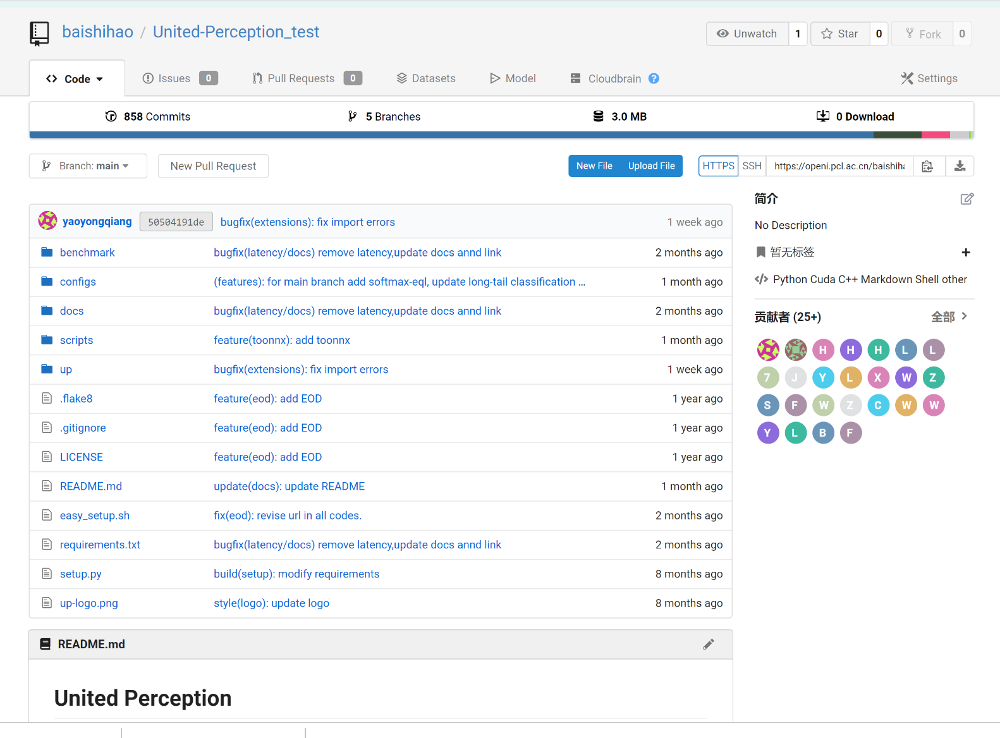 baishihao / United-Perception_test
Unwatch 1 Star 0 Fork 0
Code Issues 0 Pull Requests 0 Datasets Model Cloudbrain ? Settings
858 Commits 5 Branches 3.0 MB 0 Download
Branch: main New Pull Request New File Upload File HTTPS SSH https://openi.pcl.ac.cn/baishiha
yaoyongqiang 50504191de bugfix(extensions): fix import errors 1 week ago
benchmark bugfix(latency/docs) remove latency,update docs annd link 2 months ago
configs (features): for main branch add softmax-eql, update long-tail classification ... 1 month ago
docs bugfix(latency/docs) remove latency,update docs annd link 2 months ago
scripts feature(toonnx): add toonnx 1 month ago
up bugfix(extensions): fix import errors 1 week ago
.flake8 feature(eod): add EOD 1 year ago
.gitignore feature(eod): add EOD 1 year ago
LICENSE feature(eod): add EOD 1 year ago
README.md update(docs): update README 1 month ago
easy_setup.sh fix(eod): revise url in all codes. 2 months ago
requirements.txt bugfix(latency/docs) remove latency,update docs annd link 2 months ago
setup.py build(setup): modify requirements 8 months ago
up-logo.png style(logo): update logo 8 months ago
README.md
United Perception
简介
No Description
暂无标签 +
Python Cuda C++ Markdown Shell other
贡献者 (25+) 全部
H H H L L
7 J Y L X W Z
S F W Z C W W
Y L B F